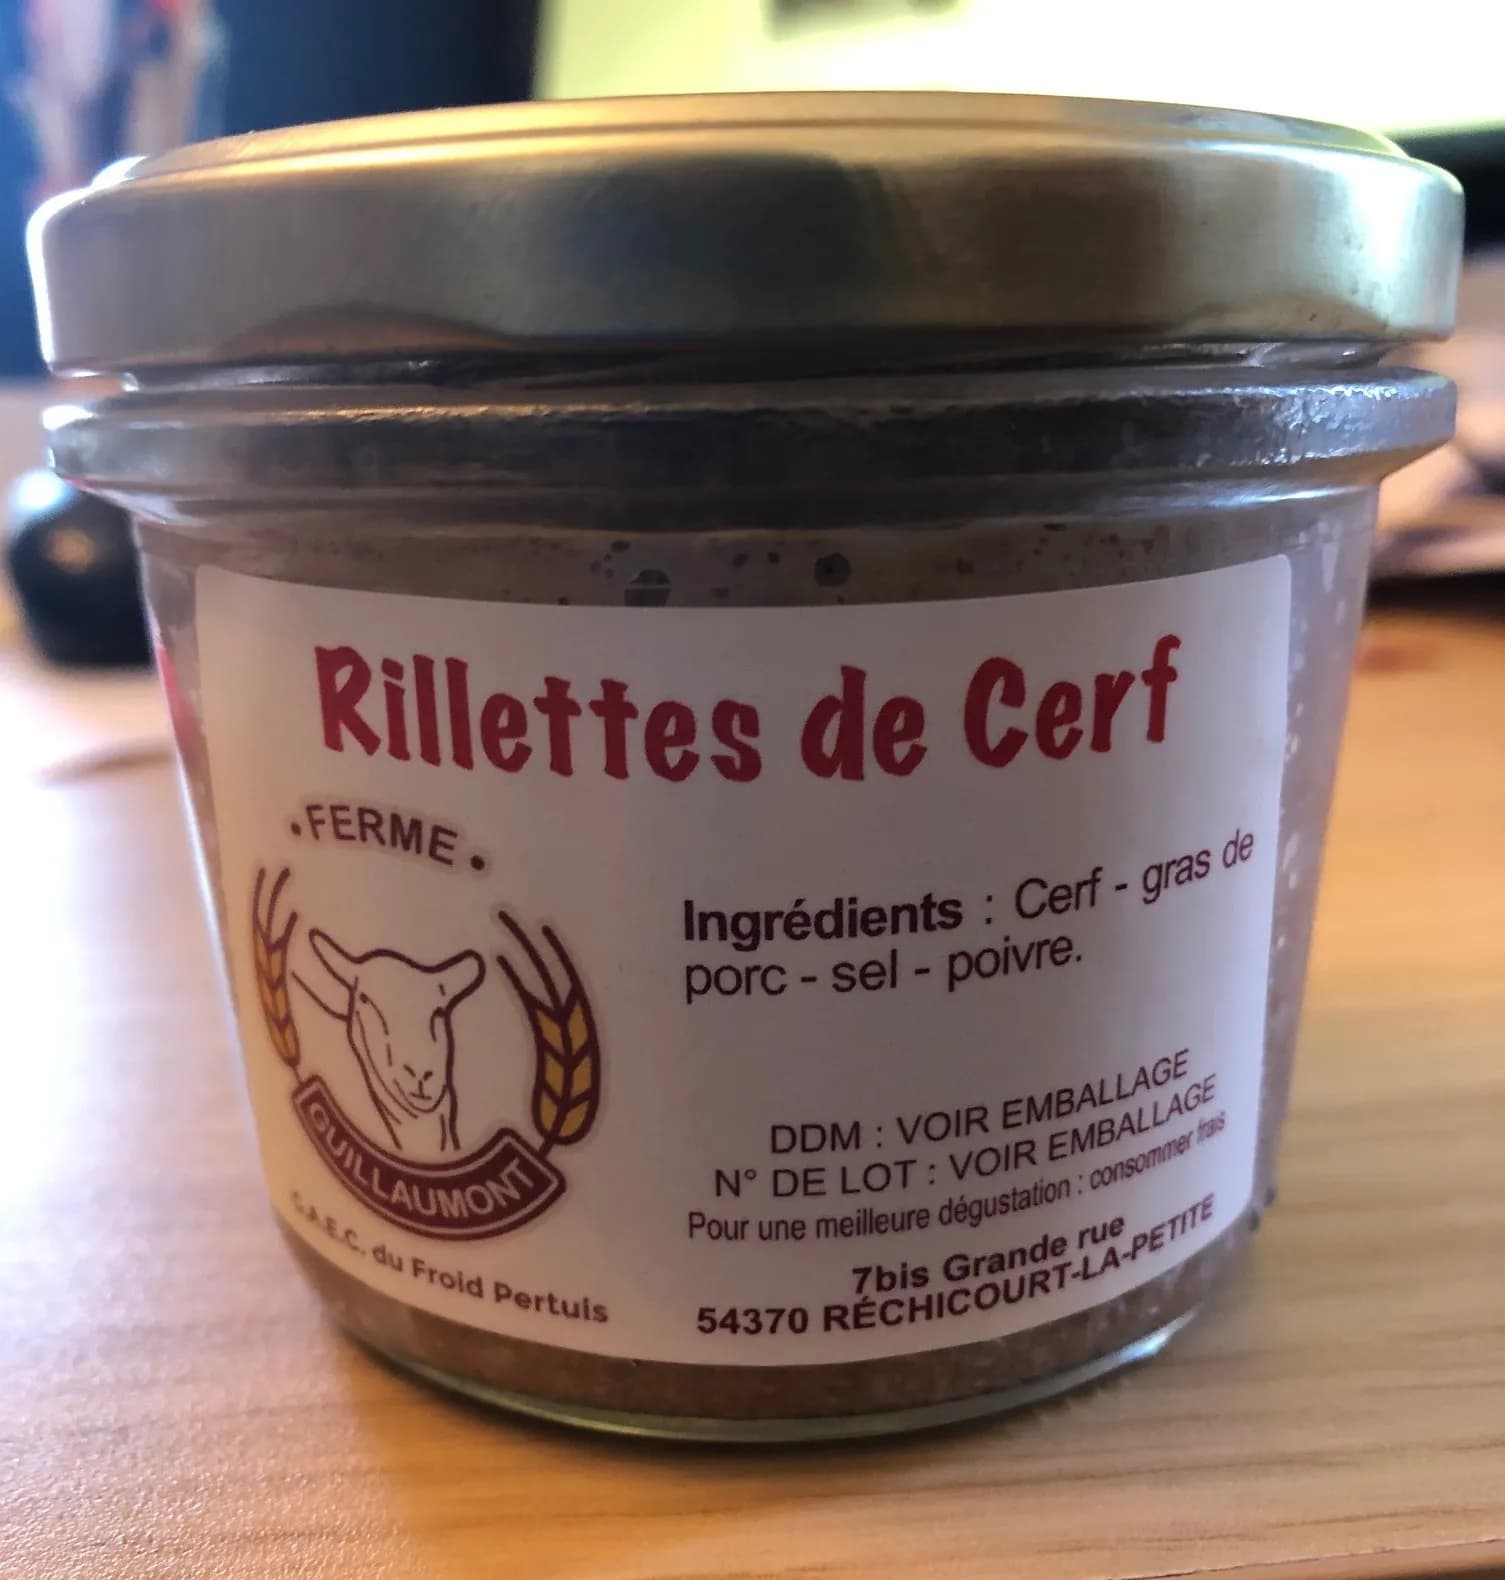 Rillettes de Cerf
• FERME •
GUILLAUMONT
G.A.E.C. du Froid Pertuis
Ingrédients : Cerf - gras de
porc - sel - poivre.
DDM : VOIR EMBALLAGE
N° DE LOT : VOIR EMBALLAGE
Pour une meilleure dégustation : consommer frais
7bis Grande rue
54370 RÉCHICOURT-LA-PETITE